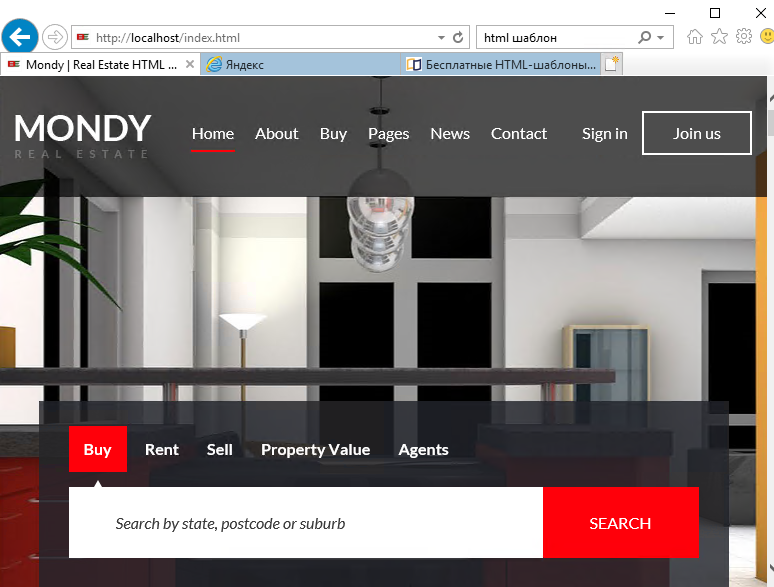 http://localhost/index.html
html шаблон
Mondy | Real Estate HTML ...
Яндекс
Бесплатные HTML-шаблоны...
MONDY
REAL ESTATE
Home
About
Buy
Pages
News
Contact
Sign in
Join us
Buy
Rent
Sell
Property Value
Agents
Search by state, postcode or suburb
SEARCH